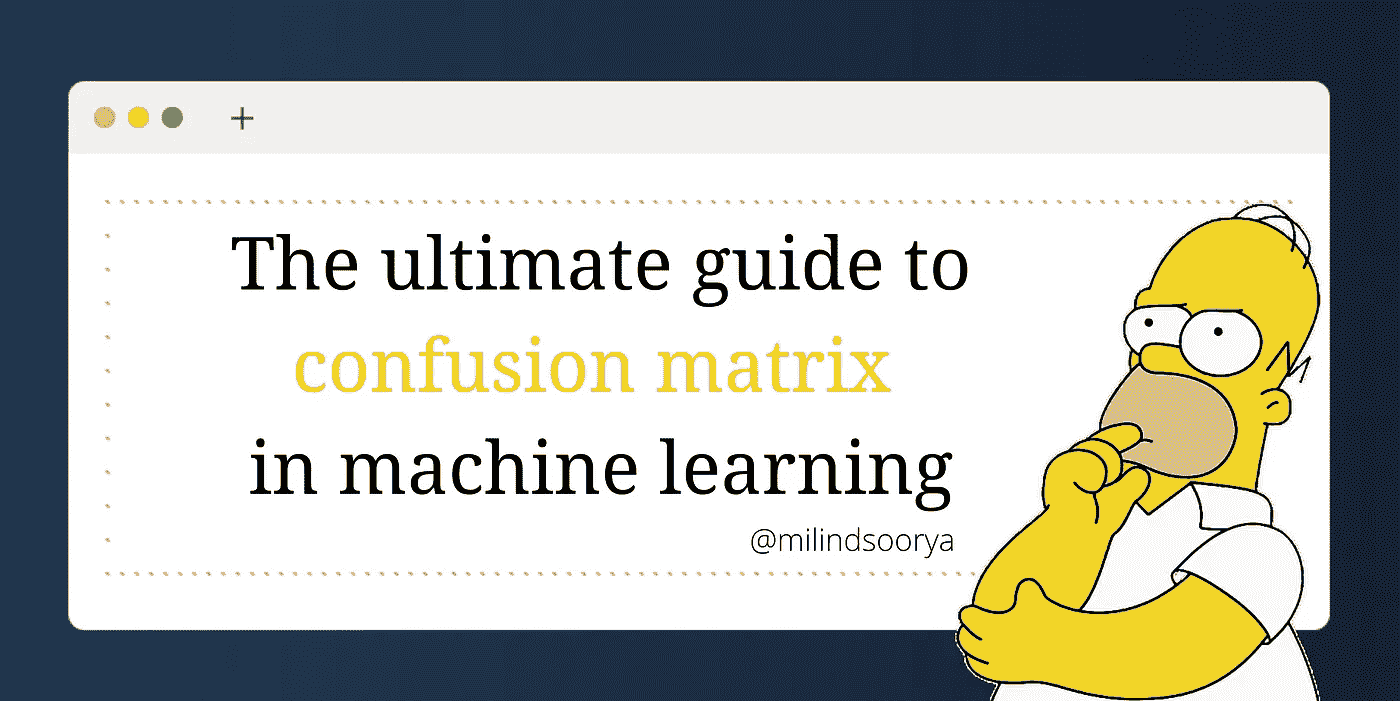 The ultimate guide to
confusion matrix
in machine learning
@milindsoorya